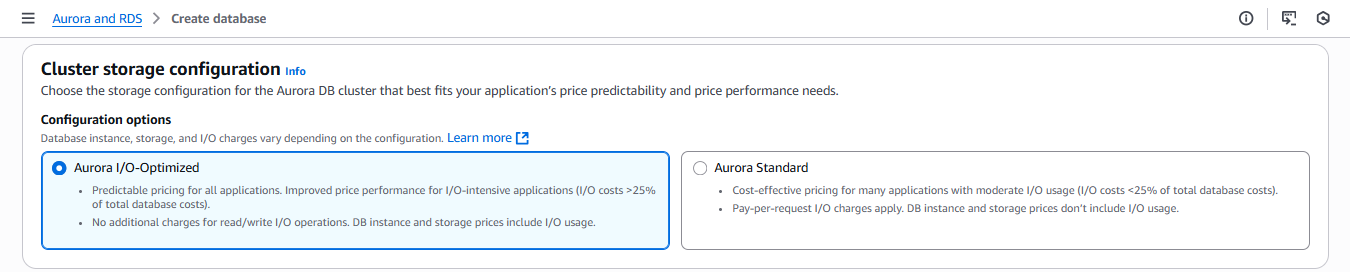 Aurora and RDS > Create database
Cluster storage configuration Info
Choose the storage configuration for the Aurora DB cluster that best fits your application's price predictability and price performance needs.
Configuration options
Database instance, storage, and I/O charges vary depending on the configuration. Learn more
Aurora I/O-Optimized
• Predictable pricing for all applications. Improved price performance for I/O-intensive applications (I/O costs >25%
of total database costs).
• No additional charges for read/write I/O operations. DB instance and storage prices include I/O usage.
Aurora Standard
• Cost-effective pricing for many applications with moderate I/O usage (I/O costs <25% of total database costs).
• Pay-per-request I/O charges apply. DB instance and storage prices don't include I/O usage.